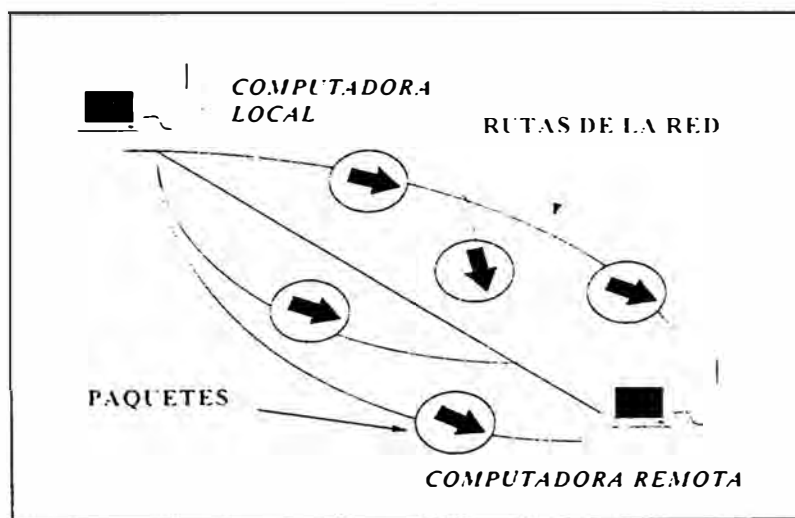 COMPUTADORA
LOCAL
RUTAS DE LA RED
PAQUETES
COMPUTADORA REMOTA